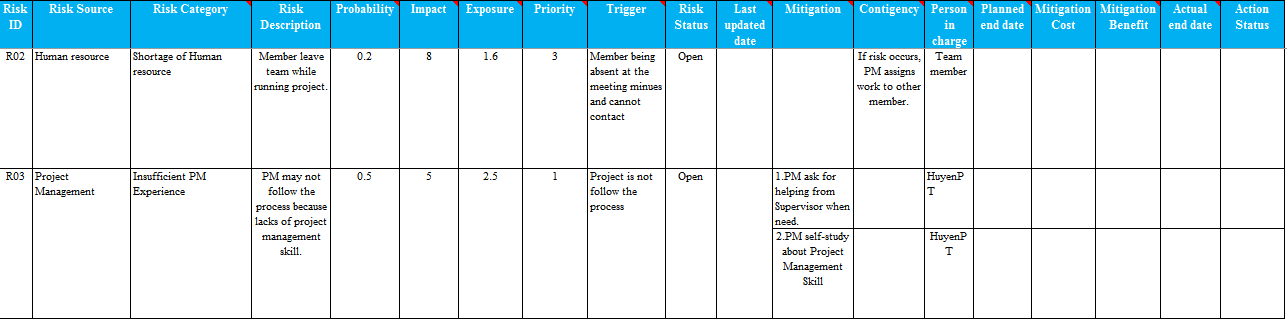 Risk ID
Risk Source
Risk Category
Risk Description
Probability
Impact
Exposure
Priority
Trigger
Risk Status
Last updated date
Mitigation
Contigency
Person in charge
Planned end date
Mitigation Cost
Mitigation Benefit
Actual end date
Action Status
R02
Human resource
Shortage of Human
resource
Member leave
team while
running project.
0.2
8
1.6
3
Member being
absent at the
meeting minues
and cannot
contact
Open
If risk occurs,
PM assigns
work to other
member.
Team
member
R03
Project
Management
Insufficient PM
Experience
PM may not
follow the
process because
lacks of project
management
skill.
0.5
5
2.5
1
Project is not
follow the
process
Open
1.PM ask for
helping from
Supervisor when
need.
HuyenP
T
2.PM self-study
about Project
Management
Skill
HuyenP
T